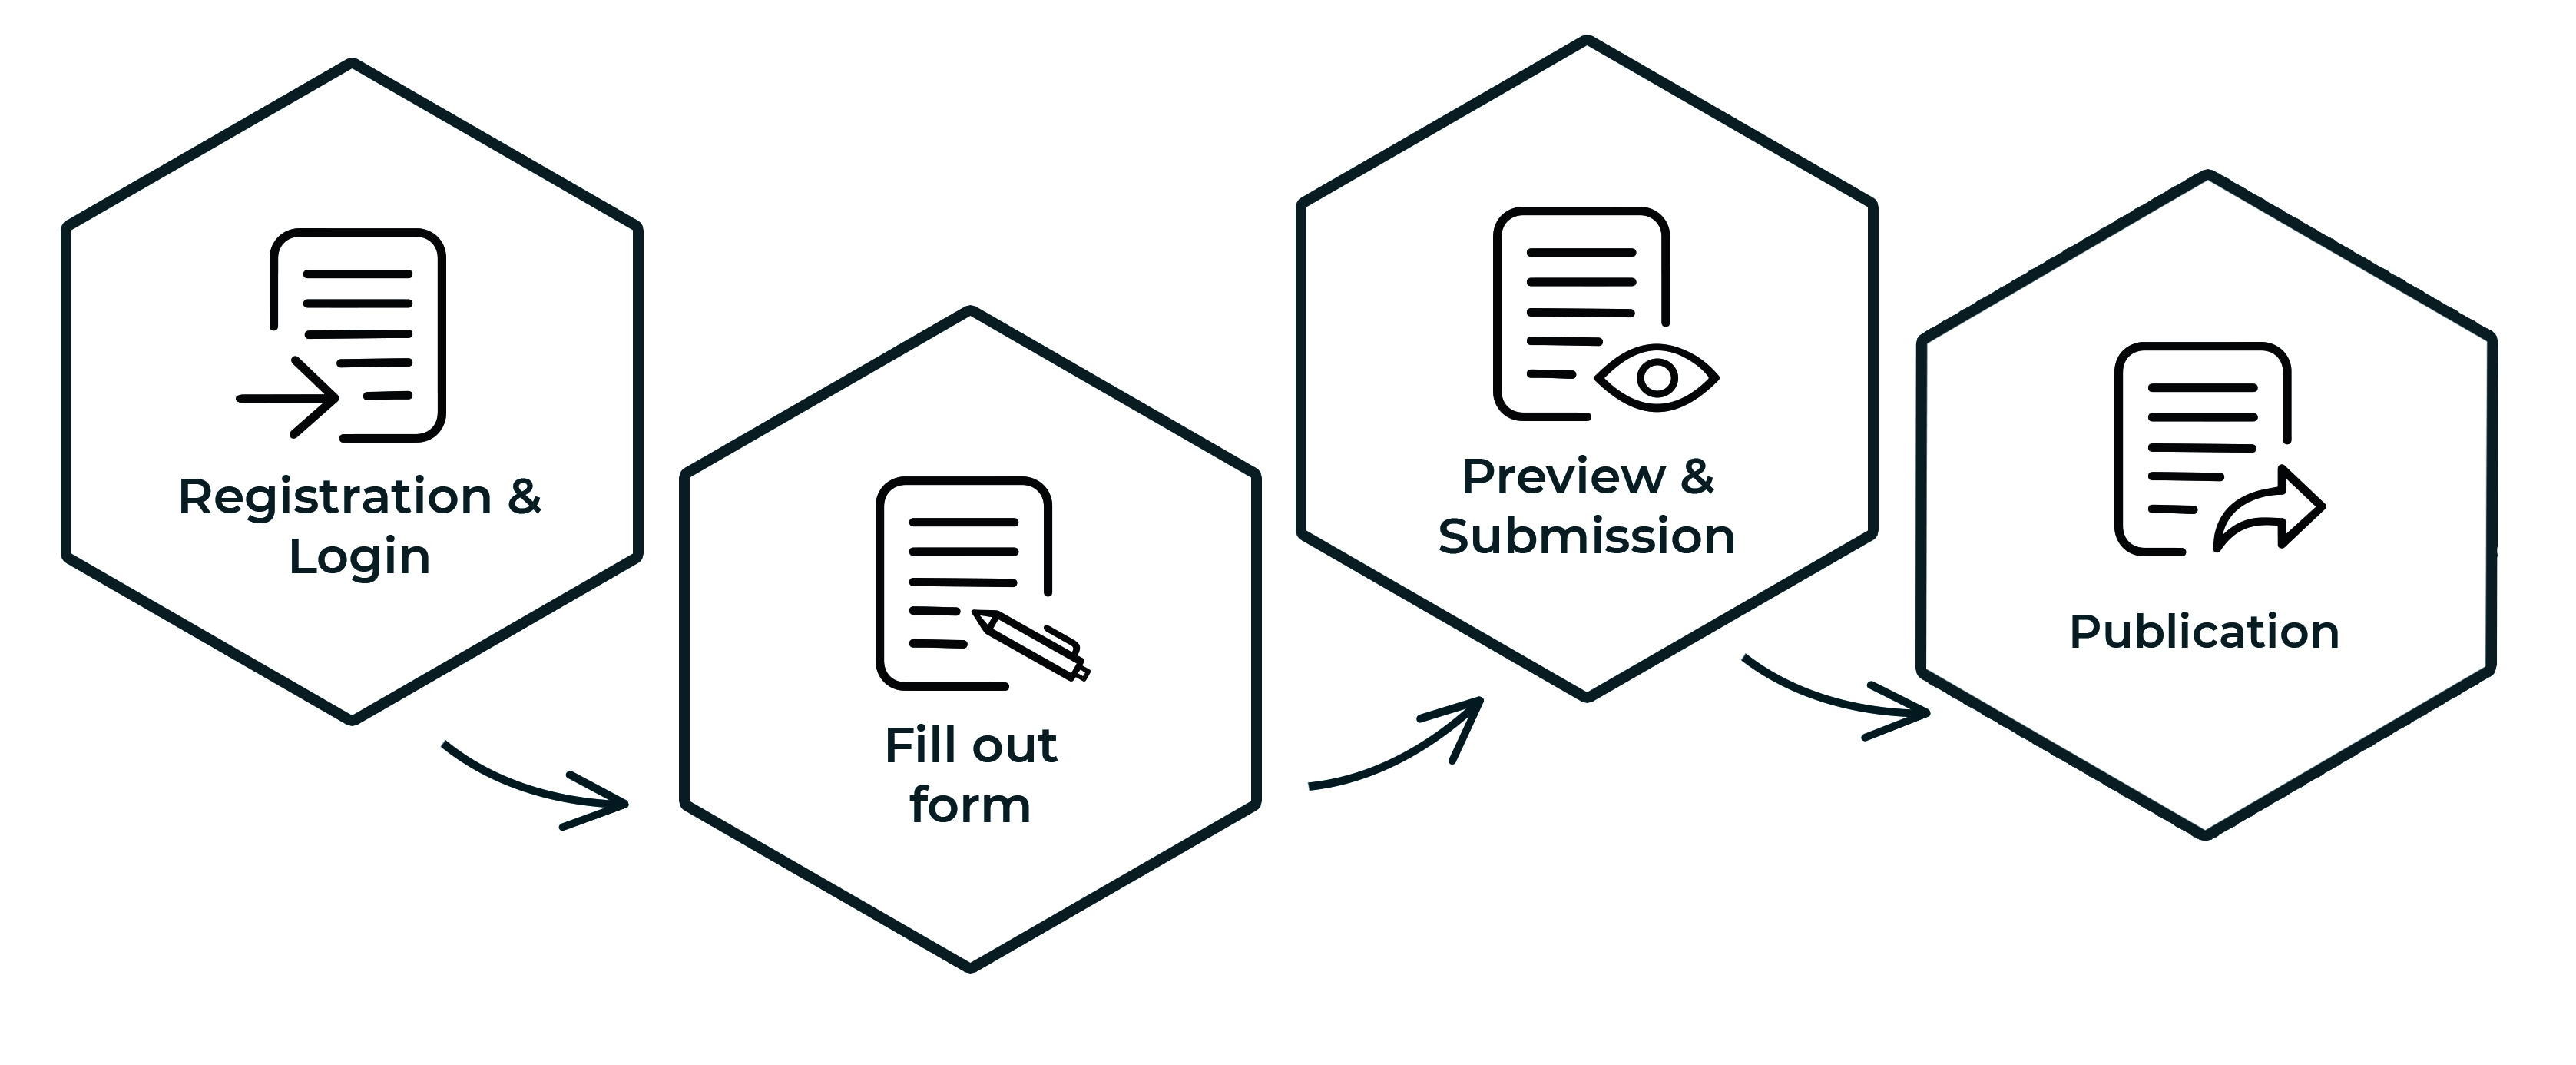 Registration &
Login
Fill out
form
Preview &
Submission
Publication